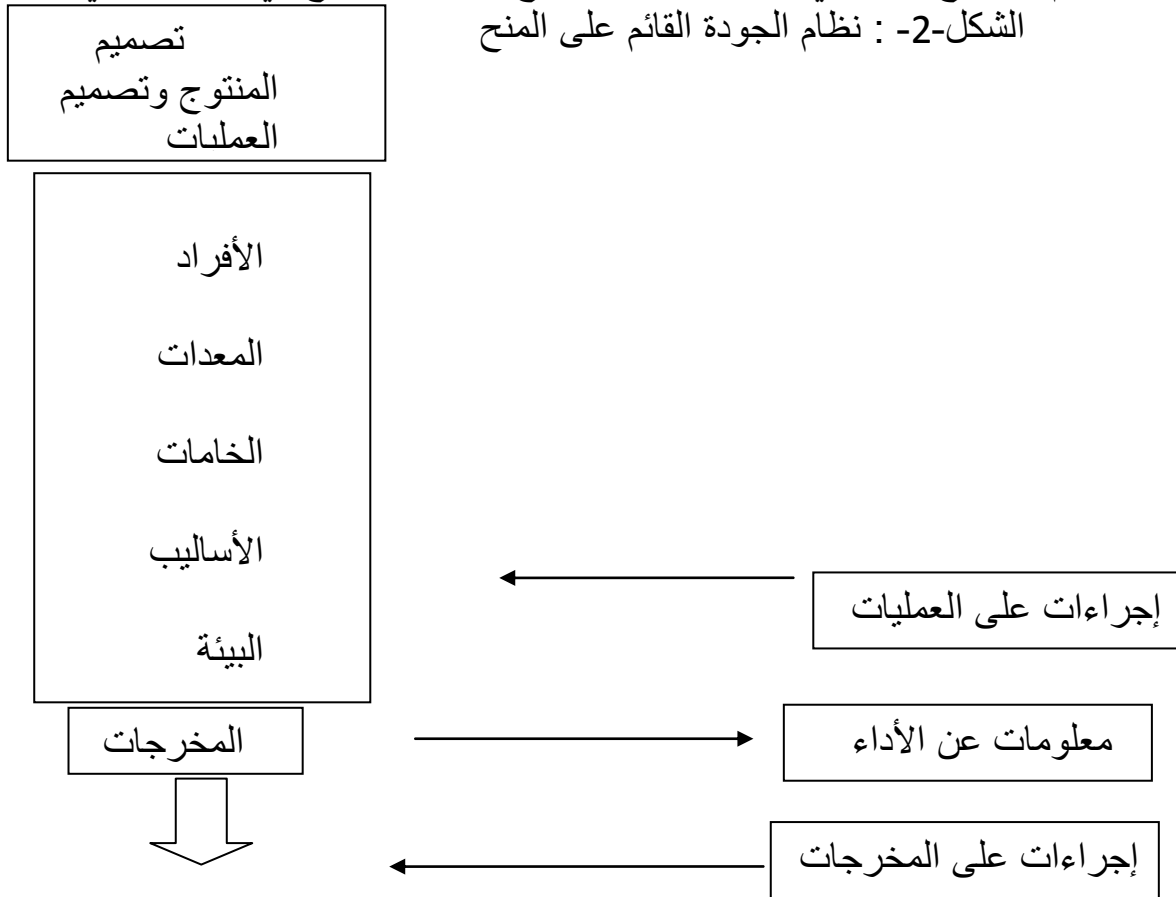 الشكل-2- : نظام الجودة القائم على المنح
تصميم
المنتوج وتصميم
العمليات
الأفراد
المعدات
الخامات
الأساليب
البيئة
إجراءات على العمليات
المخرجات
معلومات عن الأداء
إجراءات على المخرجات